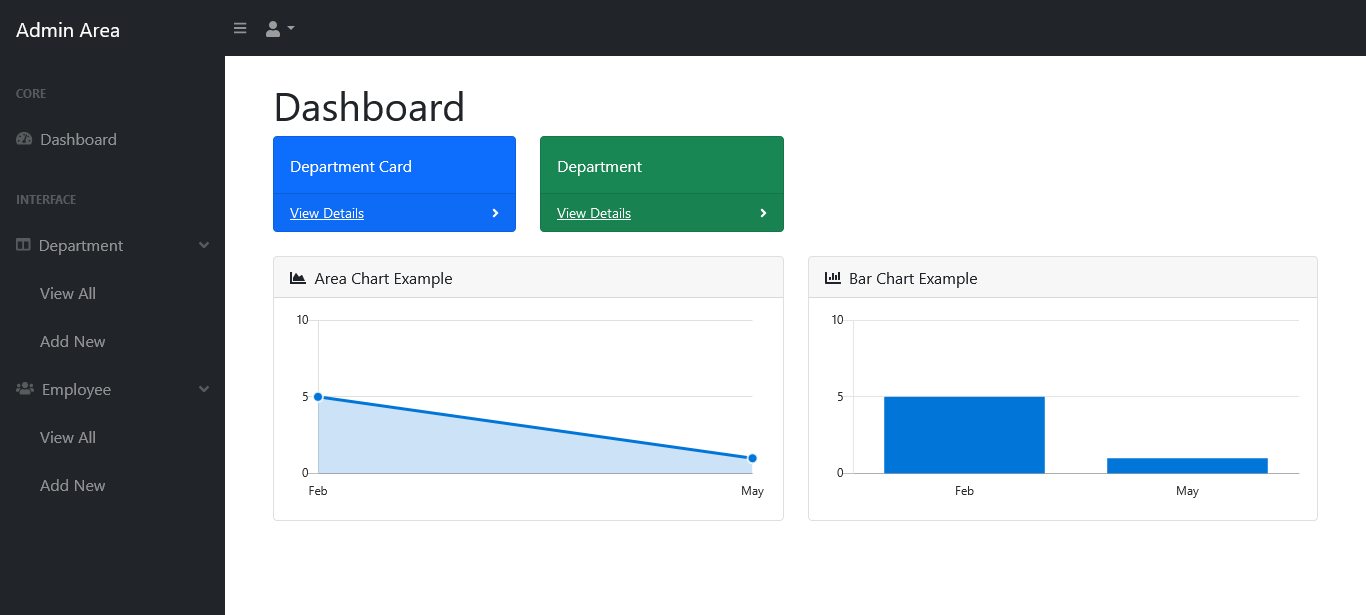 Admin Area
CORE
Dashboard
INTERFACE
Department
View All
Add New
Employee
View All
Add New
Dashboard
Department Card
View Details
Department
View Details
Area Chart Example
10
5
0
Feb May
Bar Chart Example
10
5
0
Feb May